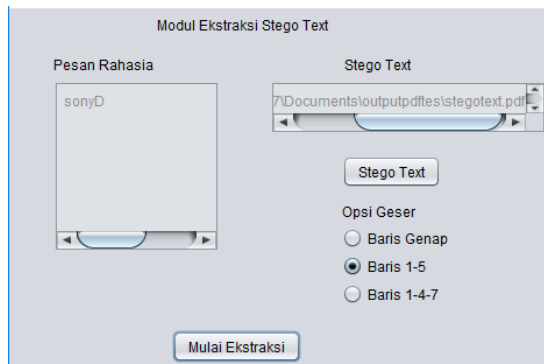 Modul Ekstraksi Stego Text
Pesan Rahasia
sonyD
Stego Text
7\Documents\outputpdftes\stegotext.pdf
Stego Text
Opsi Geser
Baris Genap
Baris 1-5
Baris 1-4-7
Mulai Ekstraksi